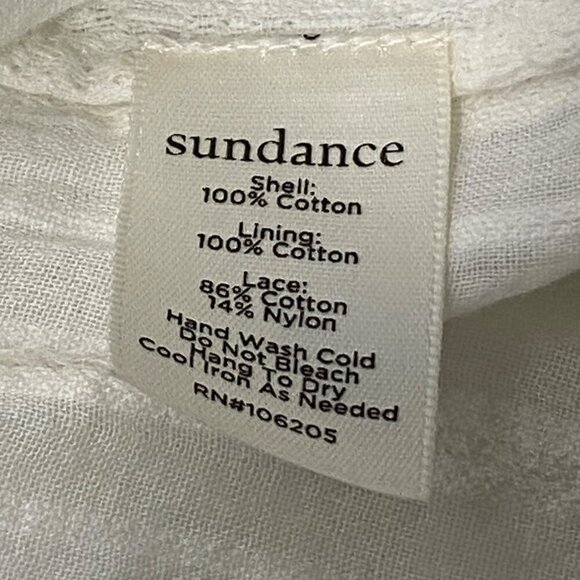 sundance
Shell:
100% Cotton
Lining:
100% Cotton
Lace:
86% Cotton
14% Nylon
Hand Wash Cold
Do Not Bleach
Hang To Dry
Cool Iron As Needed
RN#106205